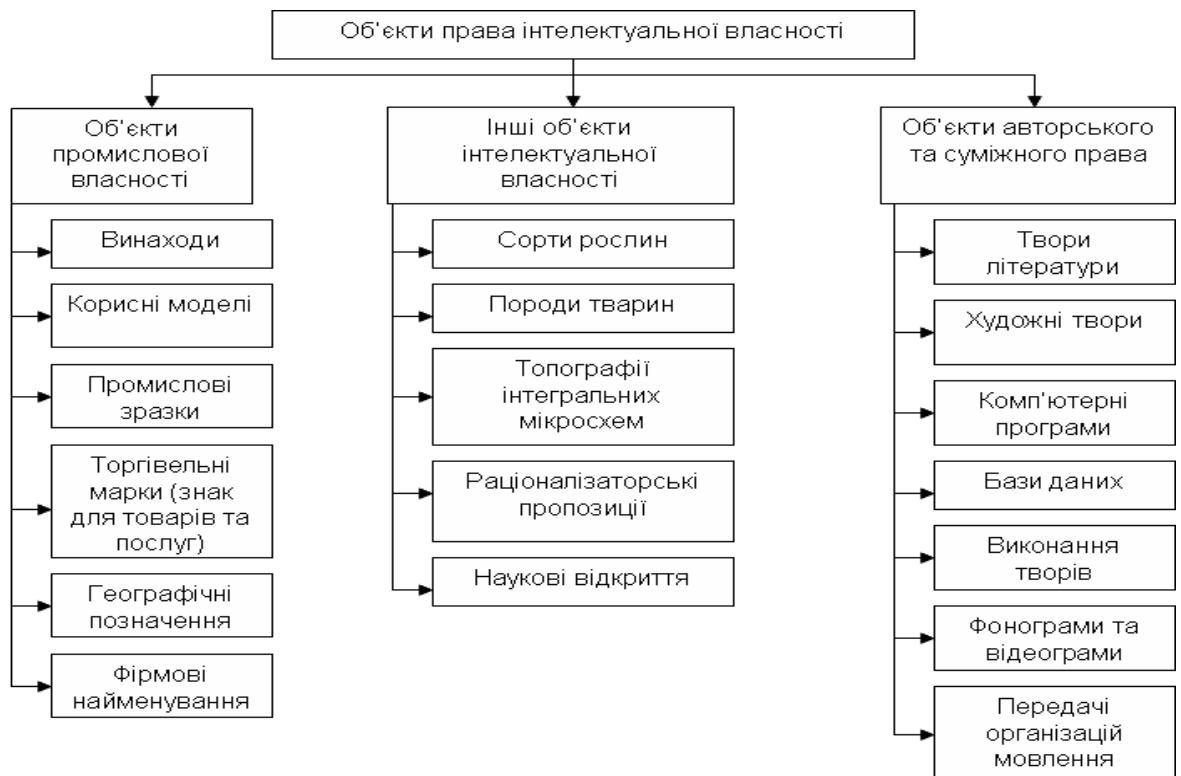 Об'єкти права інтелектуальної власності
Об'єкти
промислової
власності
Винаходи
Корисні моделі
Промислові
зразки
Торгівельні
марки (знак
для товарів та
послуг)
Географічні
позначення
Фірмові
найменування
Інші об'єкти
інтелектуальної
власності
Сорти рослин
Породи тварин
Топографії
інтегральних
мікросхем
Раціоналізаторські
пропозиції
Наукові відкриття
Об'єкти авторського
та суміжного права
Твори
літератури
Художні твори
Комп'ютерні
програми
Бази даних
Виконання
творів
Фонограми та
відеограми
Передачі
організацій
мовлення